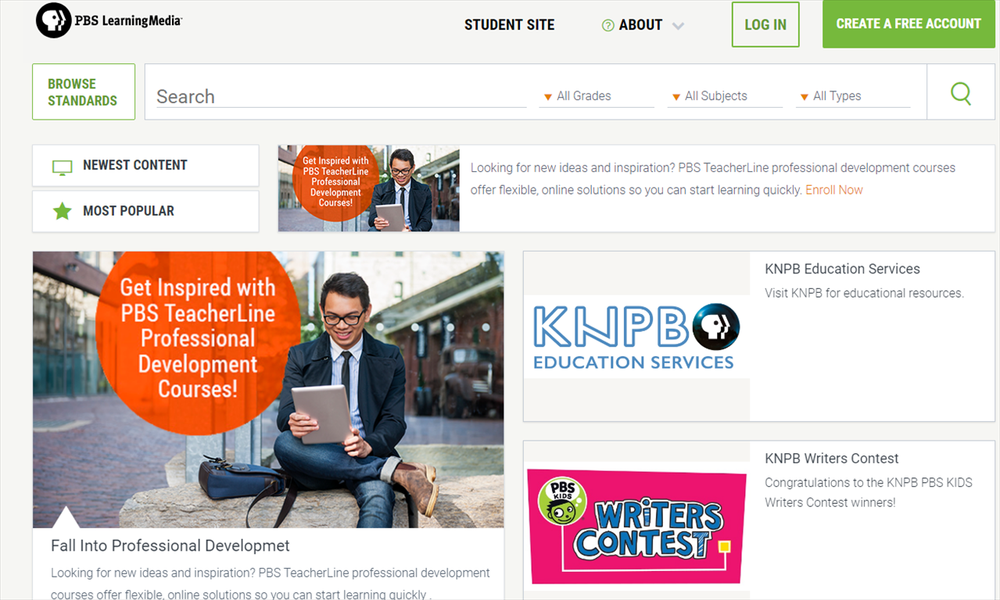 PBS LearningMedia
STUDENT SITE
ABOUT
LOG IN
CREATE A FREE ACCOUNT
BROWSE
STANDARDS
Search
All Grades
All Subjects
All Types
NEWEST CONTENT
MOST POPULAR
Get Inspired with
PBS TeacherLine
Professional
Development
Courses!
Looking for new ideas and inspiration? PBS TeacherLine professional development courses
offer flexible, online solutions so you can start learning quickly. Enroll Now
Get Inspired with
PBS TeacherLine
Professional
Development
Courses!
Fall Into Professional Developmet
Looking for new ideas and inspiration? PBS TeacherLine professional development
courses offer flexible, online solutions so you can start learning quickly .
KNPB
EDUCATION SERVICES
KNPB Education Services
Visit KNPB for educational resources.
PBS
KIDS
WRITERS
CONTEST
KNPB Writers Contest
Congratulations to the KNPB PBS KIDS
Writers Contest winners!